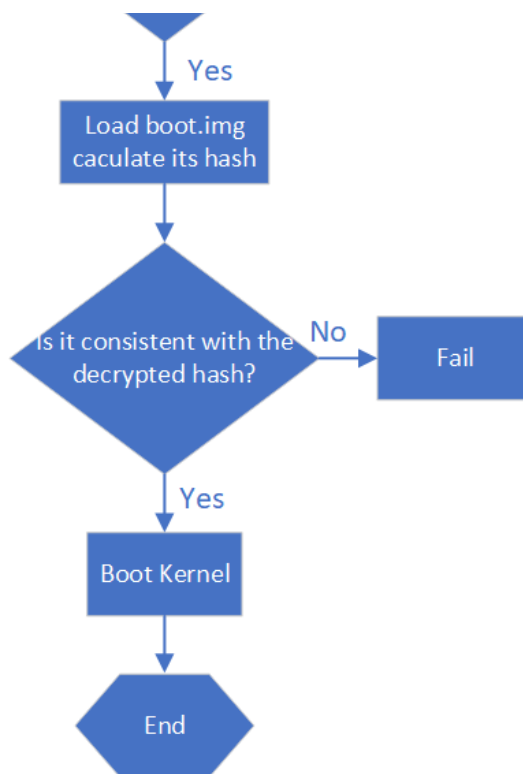 Yes
Load boot.img
caculate its hash
Is it consistent with the
decrypted hash?
No
Fail
Yes
Boot Kernel
End